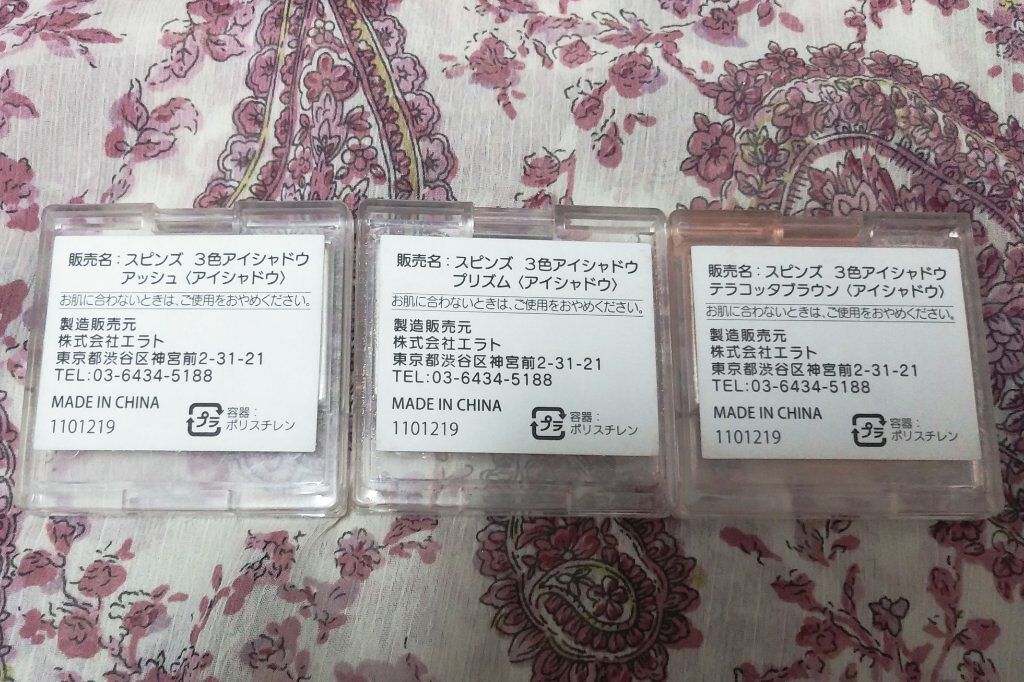 販売名：スピンズ 3色アイシャドウ
アッシュ〈アイシャドウ〉
お肌に合わないときは、ご使用をおやめください。
製造販売元
株式会社エラト
東京都渋谷区神宮前2-31-21
TEL:03-6434-5188
MADE IN CHINA
1101219
プラ
容器：
ポリスチレン
販売名：スピンズ 3色アイシャドウ
プリズム〈アイシャドウ〉
お肌に合わないときは、ご使用をおやめください。
製造販売元
株式会社エラト
東京都渋谷区神宮前2-31-21
TEL:03-6434-5188
MADE IN CHINA
1101219
プラ
容器：
ポリスチレン
販売名：スピンズ 3色アイシャドウ
テラコッタブラウン〈アイシャドウ〉
お肌に合わないときは、ご使用をおやめください。
製造販売元
株式会社エラト
東京都渋谷区神宮前2-31-21
TEL:03-6434-5188
MADE IN CHINA
1101219
プラ
容器：
ポリスチレン